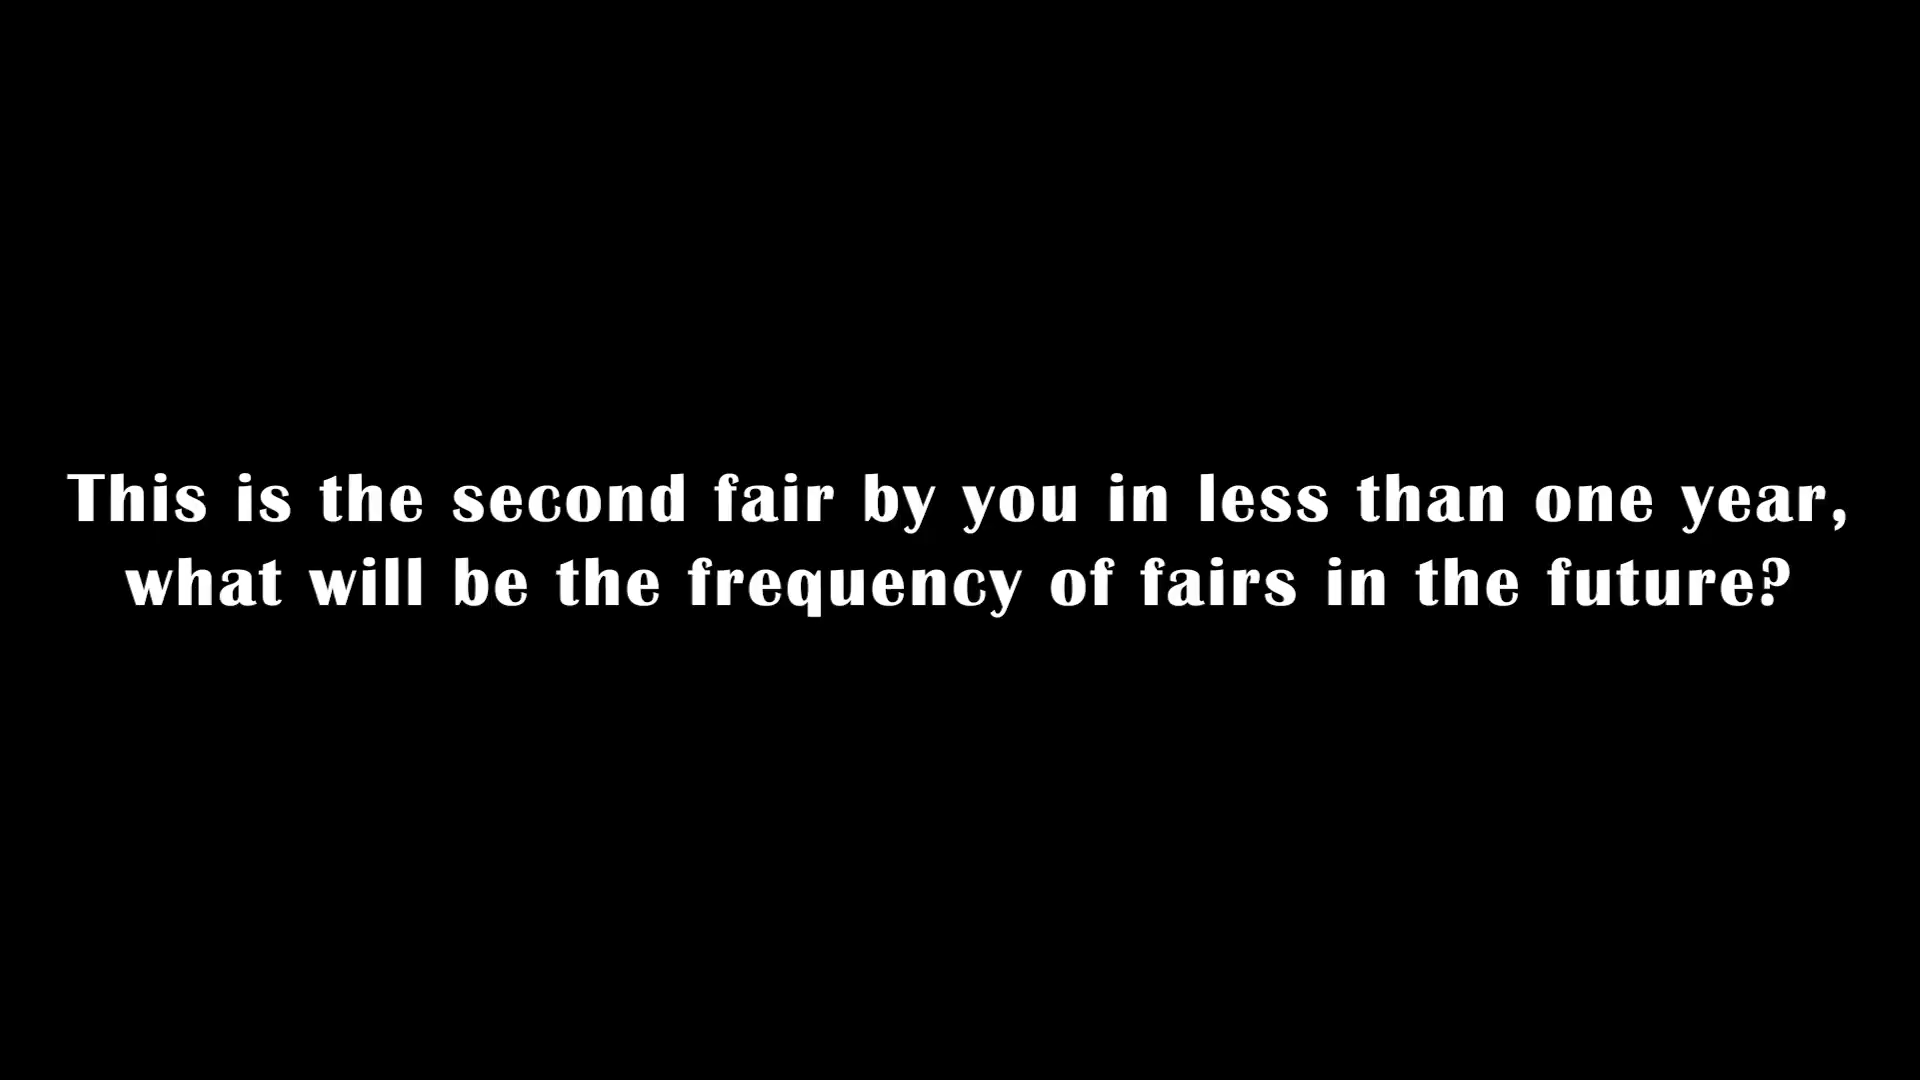 This is the second fair by you in less than one year,
what will be the frequency of fairs in the future?